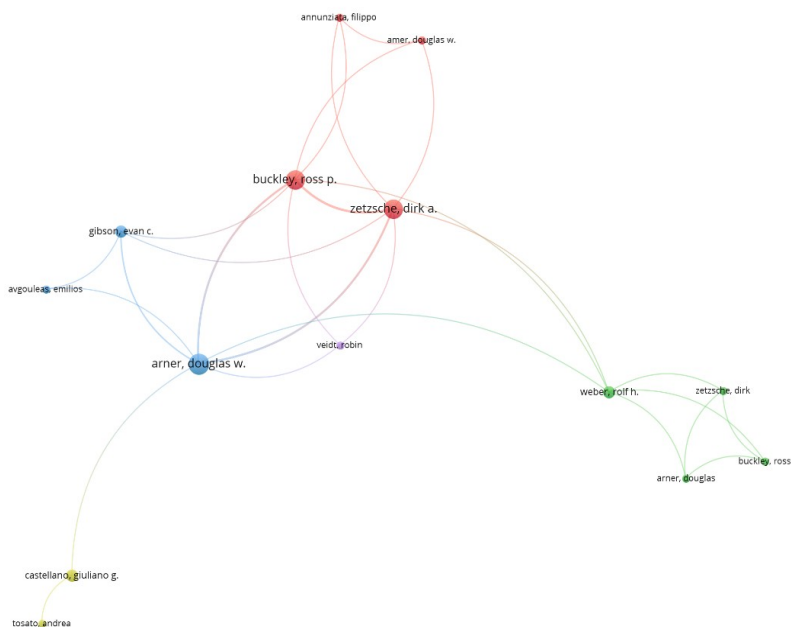 annunziata, filippo
amer, douglas w.
buckley, ross p.
zetzsche, dirk a.
gibson, evan c.
avgouleas, emilios
veidt, robin
arner, douglas w.
weber, rolf h.
zetzsche, dirk
buckley, ross
arner, douglas
castellano, giuliano g.
tosato, andrea